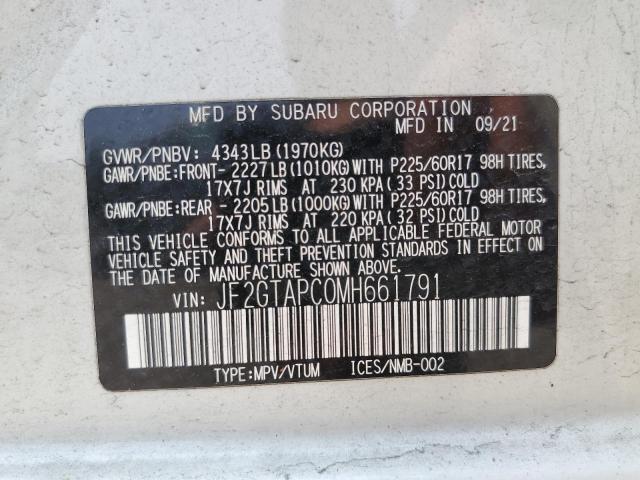 MFD BY SUBARU CORPORATION
MFD IN 09/21
GVWR/PNBV: 4343LB (1970KG)
GAWR/PNBE:FRONT- 2227LB (1010KG) WITH P225/60R17 98H TIRES,
17X7J RIMS AT 230 KPA (33 PSI) COLD
GAWR/PNBE:REAR - 2205LB (1000KG) WITH P225/60R17 98H TIRES,
17X7J RIMS AT 220 KPA (32 PSI) COLD
THIS VEHICLE CONFORMS TO ALL APPLICABLE FEDERAL MOTOR
VEHICLE SAFETY AND THEFT PREVENTION STANDARDS IN EFFECT ON
THE DATE OF MANUFACTURE SHOWN ABOVE.
VIN: JF2GTAPC0MH661791
TYPE:MPV/VTUM ICES/NMB-002